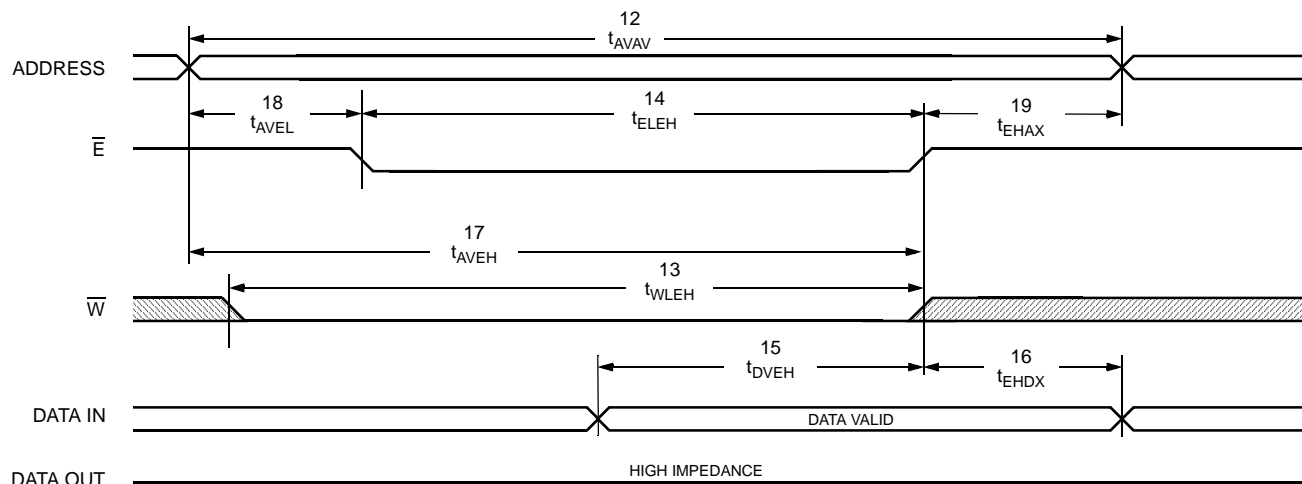 12
tAVAV
ADDRESS
18
tAVEL
14
tELEH
19
tEHAX
E̅
17
tAVEH
13
tWLEH
W̅
15
tDVEH
16
tEHDX
DATA IN
DATA VALID
DATA OUT
HIGH IMPEDANCE